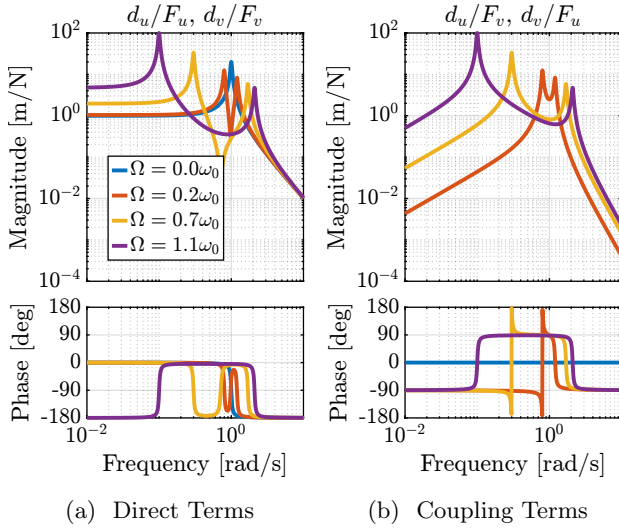 d_u/F_u, d_v/F_v
10^2
10^0
10^-2
10^-4
Magnitude [m/N]
Ω = 0.0ω_0
Ω = 0.2ω_0
Ω = 0.7ω_0
Ω = 1.1ω_0
180
90
0
-90
-180
Phase [deg]
10^-2
10^0
Frequency [rad/s]
(a) Direct Terms
d_u/F_v, d_v/F_u
10^2
10^0
10^-2
10^-4
Magnitude [m/N]
180
90
0
-90
-180
Phase [deg]
10^-2
10^0
Frequency [rad/s]
(b) Coupling Terms